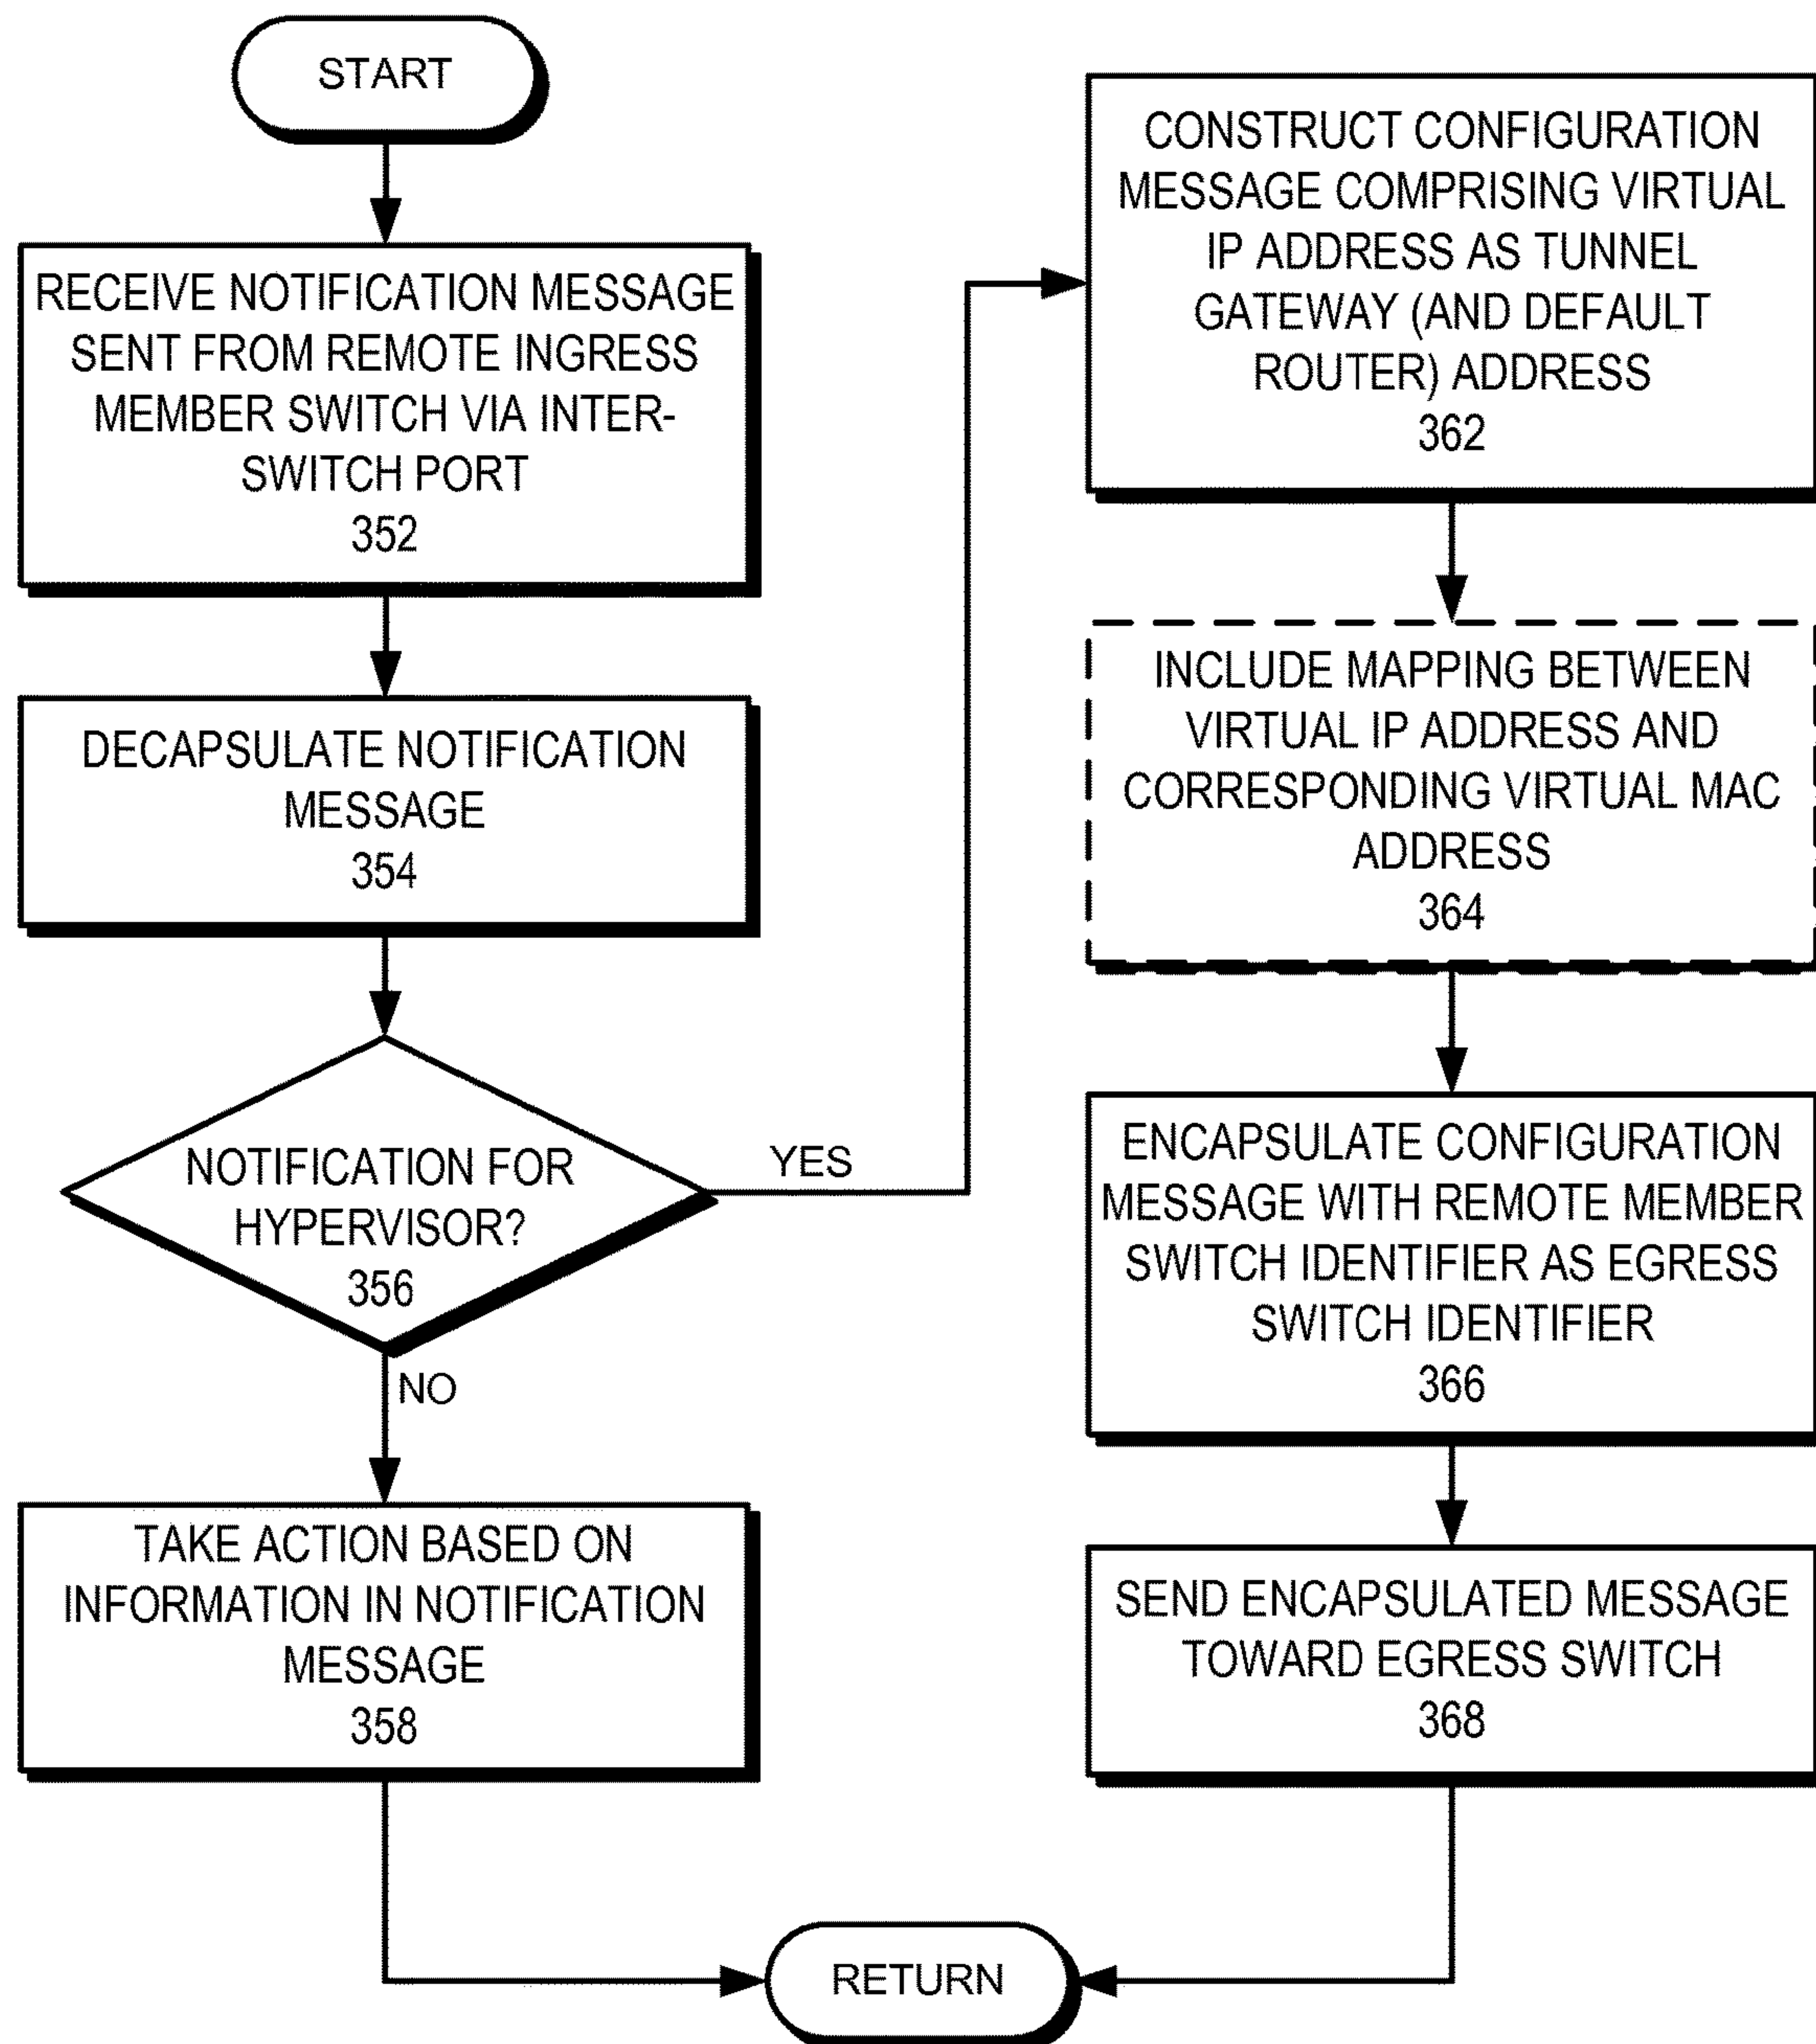 START
RECEIVE NOTIFICATION MESSAGE
SENT FROM REMOTE INGRESS
MEMBER SWITCH VIA INTER-
SWITCH PORT
352
DECAPSULATE NOTIFICATION
MESSAGE
354
NOTIFICATION FOR
HYPERVISOR?
356
YES
NO
TAKE ACTION BASED ON
INFORMATION IN NOTIFICATION
MESSAGE
358
CONSTRUCT CONFIGURATION
MESSAGE COMPRISING VIRTUAL
IP ADDRESS AS TUNNEL
GATEWAY (AND DEFAULT
ROUTER) ADDRESS
362
INCLUDE MAPPING BETWEEN
VIRTUAL IP ADDRESS AND
CORRESPONDING VIRTUAL MAC
ADDRESS
364
ENCAPSULATE CONFIGURATION
MESSAGE WITH REMOTE MEMBER
SWITCH IDENTIFIER AS EGRESS
SWITCH IDENTIFIER
366
SEND ENCAPSULATED MESSAGE
TOWARD EGRESS SWITCH
368
RETURN